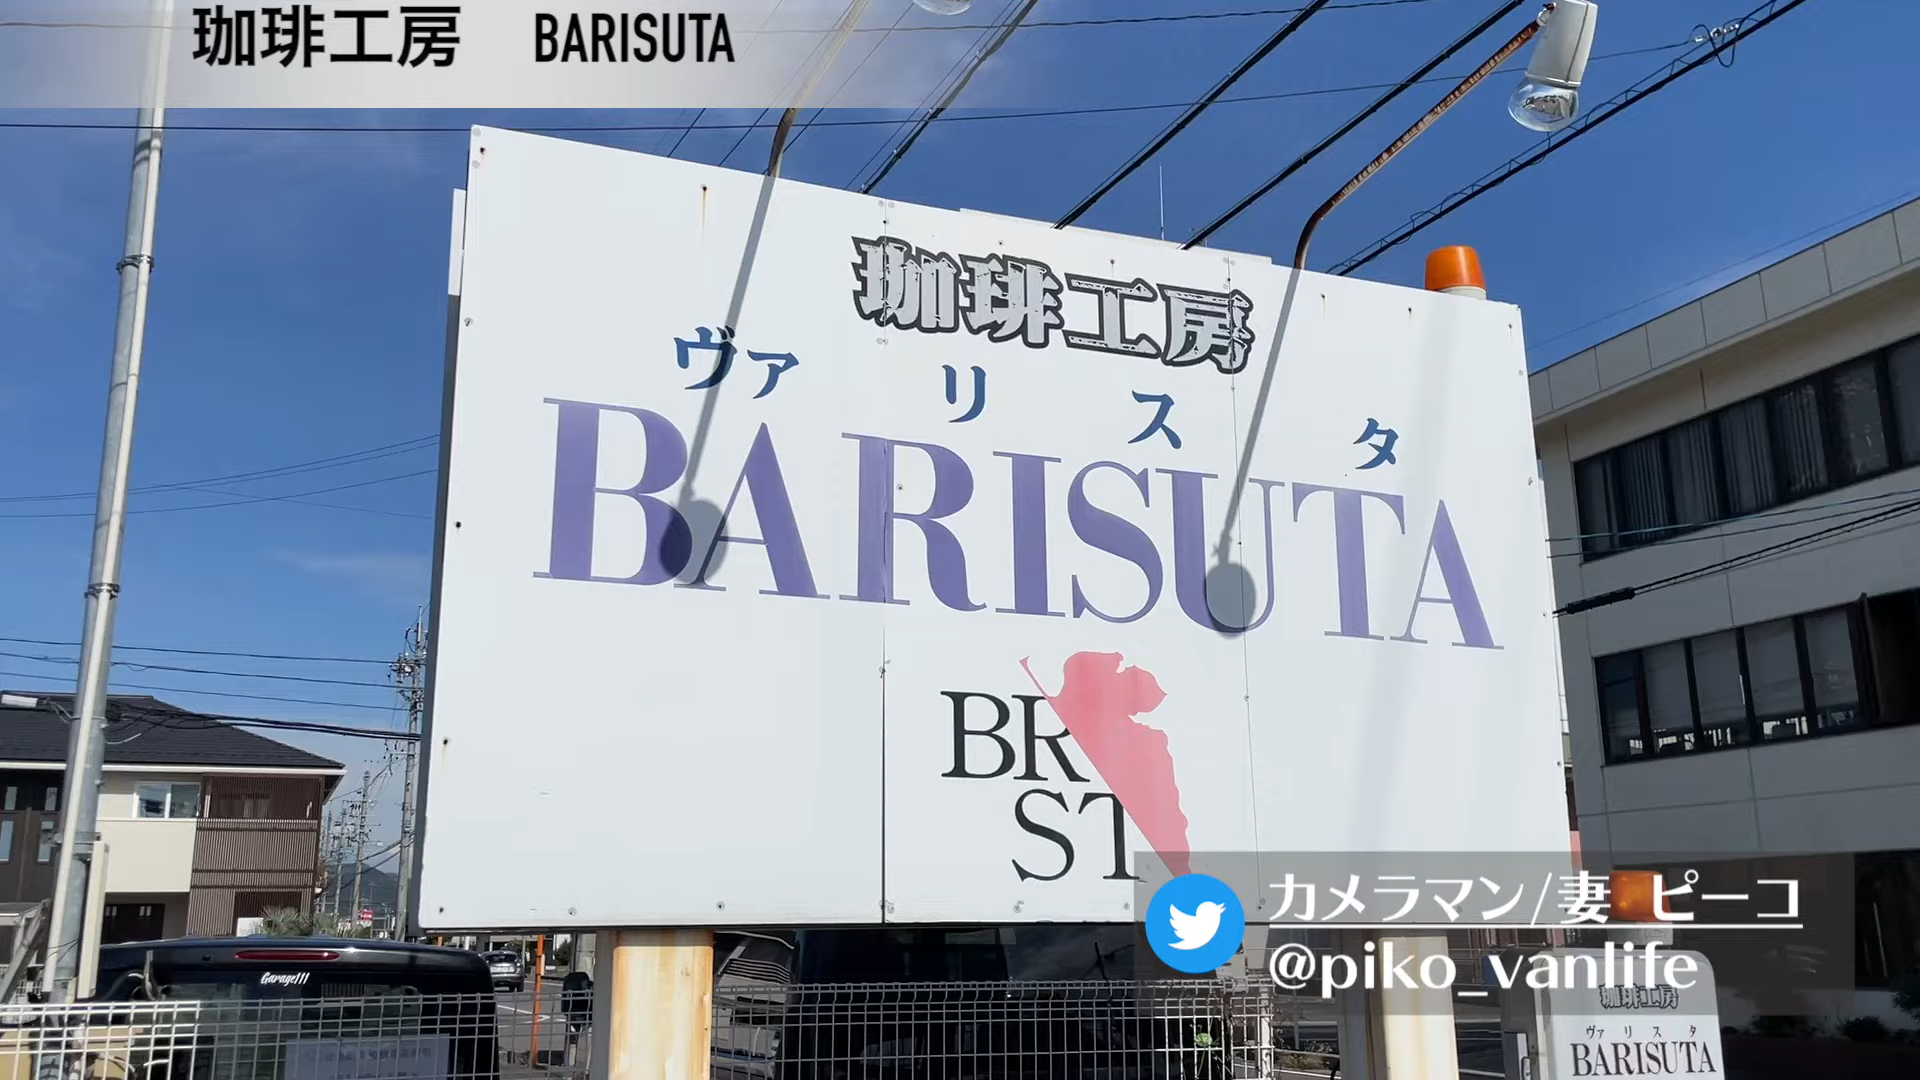 珈琲工房　BARISUTA
珈琲工房
ヴァリスタ
BARISUTA
BR
ST
カメラマン/妻 ピーコ
@piko_vanlife
Garage111
珈琲工房
ヴァリスタ
BARISUTA